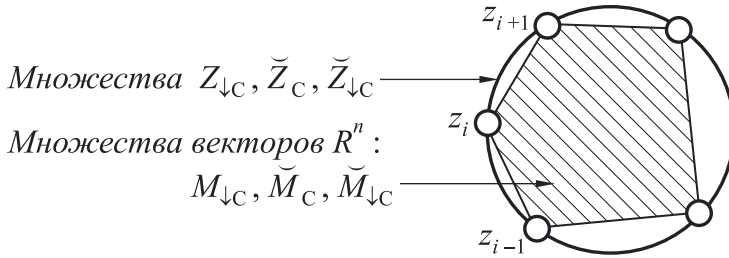 z_{i+1}
Множества Z_{↓C}, Z̆_C, Z̆_{↓C}
z_i
Множества векторов R^n:
M_{↓C}, M̆_C, M̆_{↓C}
z_{i–1}